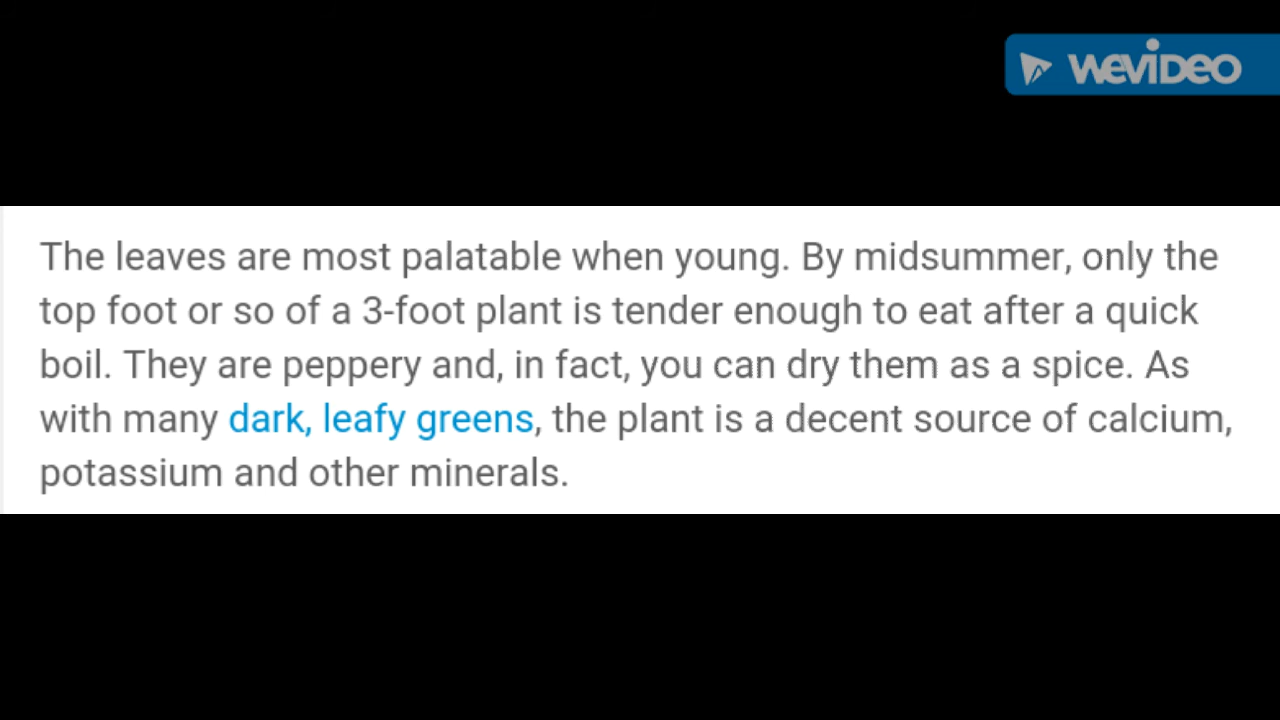 WEVIDEO
The leaves are most palatable when young. By midsummer, only the
top foot or so of a 3-foot plant is tender enough to eat after a quick
boil. They are peppery and, in fact, you can dry them as a spice. As
with many dark, leafy greens, the plant is a decent source of calcium,
potassium and other minerals.